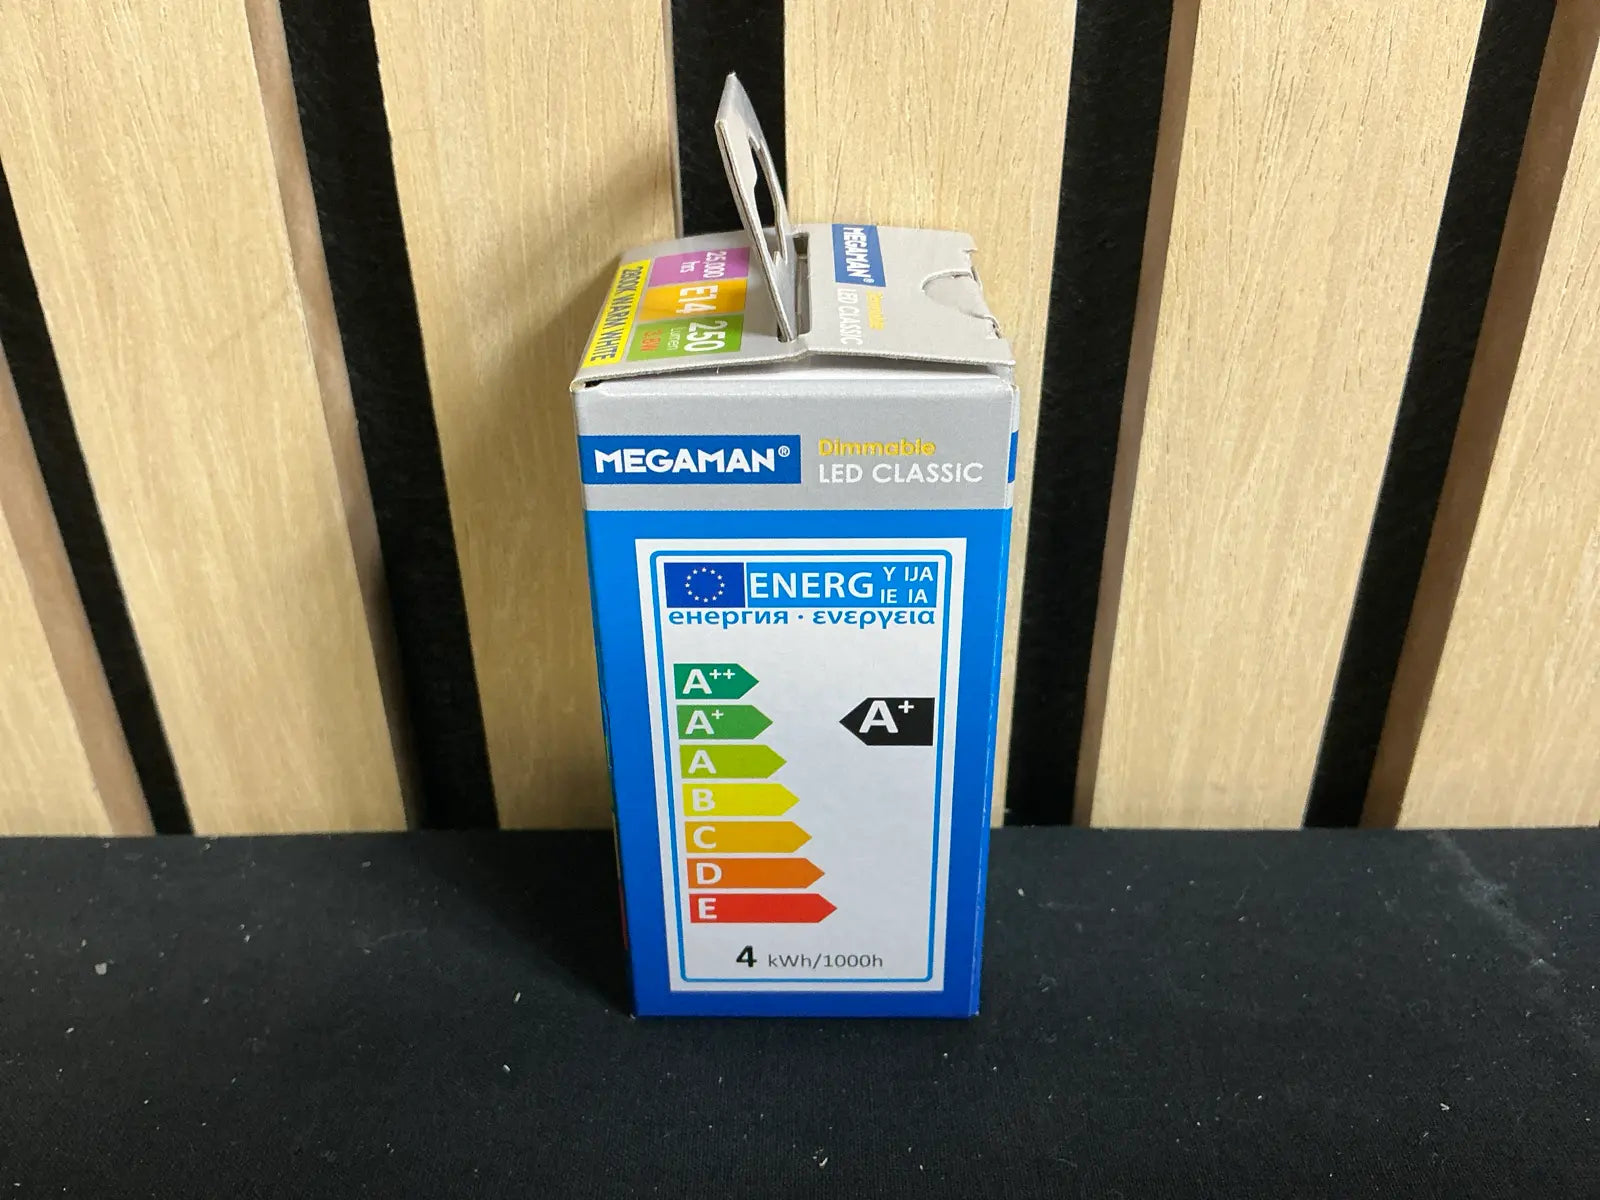 MEGAMAN®
Dimmable
LED CLASSIC
25,000
hrs
E14
250
Lumen
2800K WARM WHITE
MEGAMAN®
Dimmable
LED CLASSIC
ENERG
Y IJA
IE IA
енергия · ενεργεια
A++
A+
A+
A
B
C
D
E
4 kWh/1000h